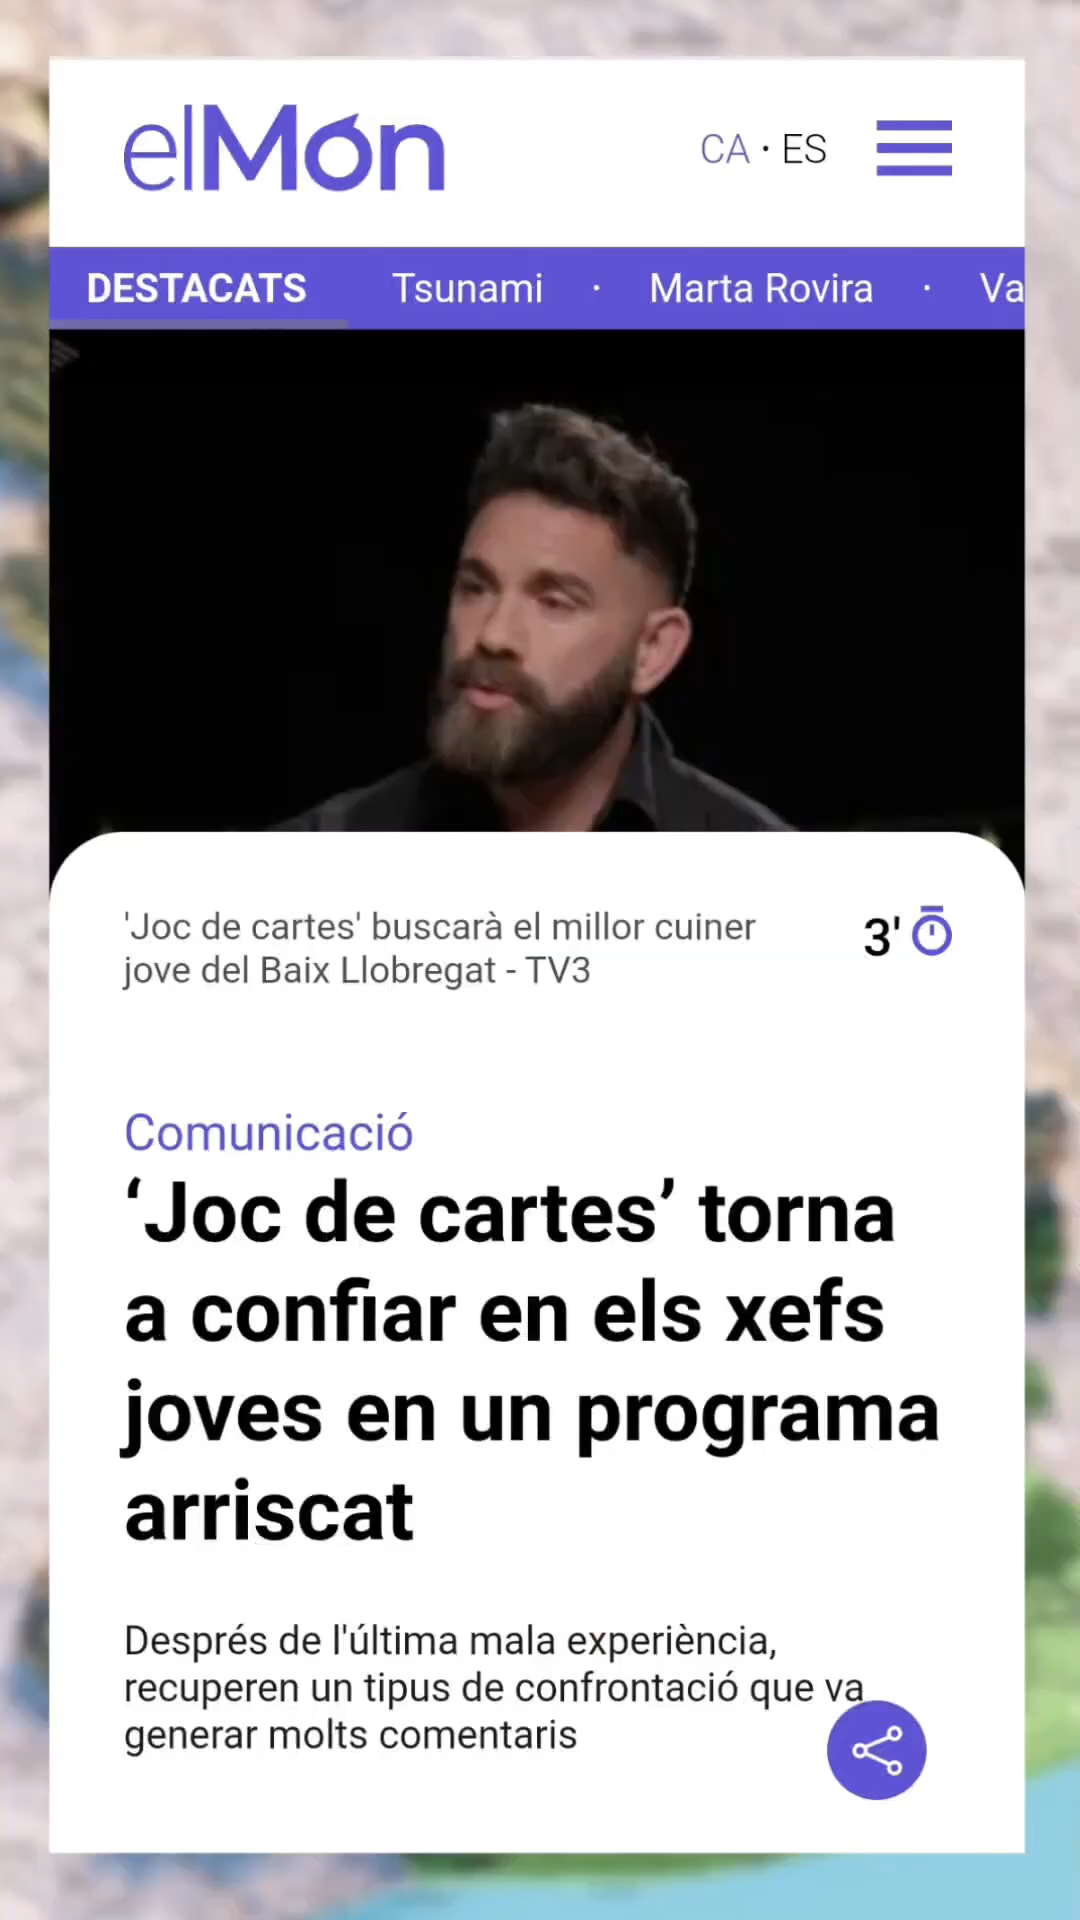 elMón
CA · ES
DESTACATS Tsunami · Marta Rovira · Va
'Joc de cartes' buscarà el millor cuiner
jove del Baix Llobregat - TV3
3'
Comunicació
‘Joc de cartes’ torna
a confiar en els xefs
joves en un programa
arriscat
Després de l'última mala experiència,
recuperen un tipus de confrontació que va
generar molts comentaris